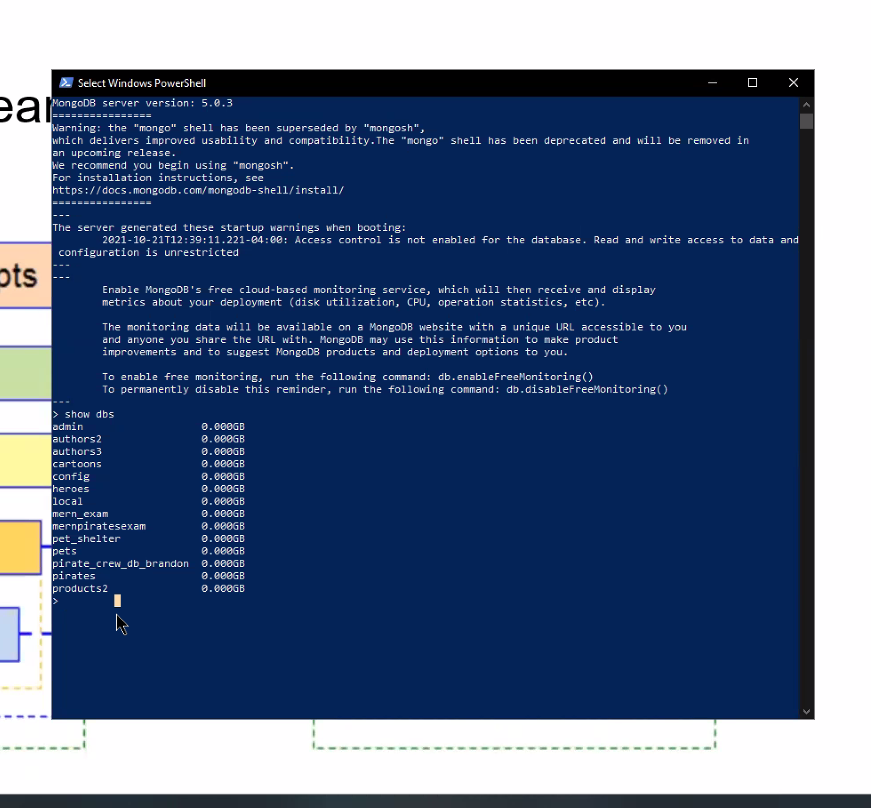 ear
pts
Select Windows PowerShell
MongoDB server version: 5.0.3
================
Warning: the "mongo" shell has been superseded by "mongosh",
which delivers improved usability and compatibility.The "mongo" shell has been deprecated and will be removed in
an upcoming release.
We recommend you begin using "mongosh".
For installation instructions, see
https://docs.mongodb.com/mongodb-shell/install/
================
---
The server generated these startup warnings when booting:
2021-10-21T12:39:11.221-04:00: Access control is not enabled for the database. Read and write access to data and
configuration is unrestricted
---
---
Enable MongoDB's free cloud-based monitoring service, which will then receive and display
metrics about your deployment (disk utilization, CPU, operation statistics, etc).
The monitoring data will be available on a MongoDB website with a unique URL accessible to you
and anyone you share the URL with. MongoDB may use this information to make product
improvements and to suggest MongoDB products and deployment options to you.
To enable free monitoring, run the following command: db.enableFreeMonitoring()
To permanently disable this reminder, run the following command: db.disableFreeMonitoring()
---
> show dbs
admin 0.000GB
authors2 0.000GB
authors3 0.000GB
cartoons 0.000GB
config 0.000GB
heroes 0.000GB
local 0.000GB
mern_exam 0.000GB
mernpiratesexam 0.000GB
pet_shelter 0.000GB
pets 0.000GB
pirate_crew_db_brandon 0.000GB
pirates 0.000GB
products2 0.000GB
>